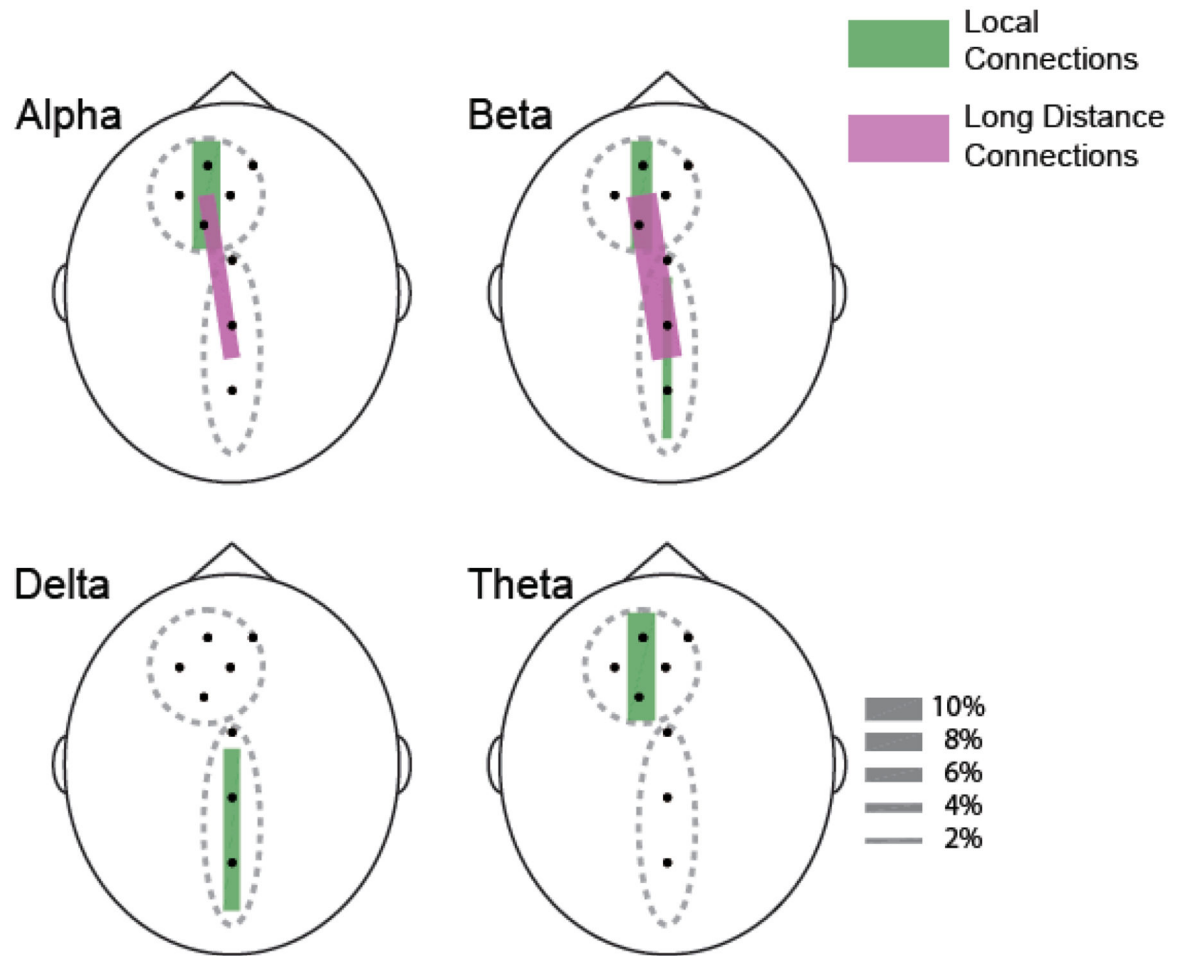 Local
Connections
Long Distance
Connections
Alpha
Beta
Delta
Theta
10%
8%
6%
4%
2%